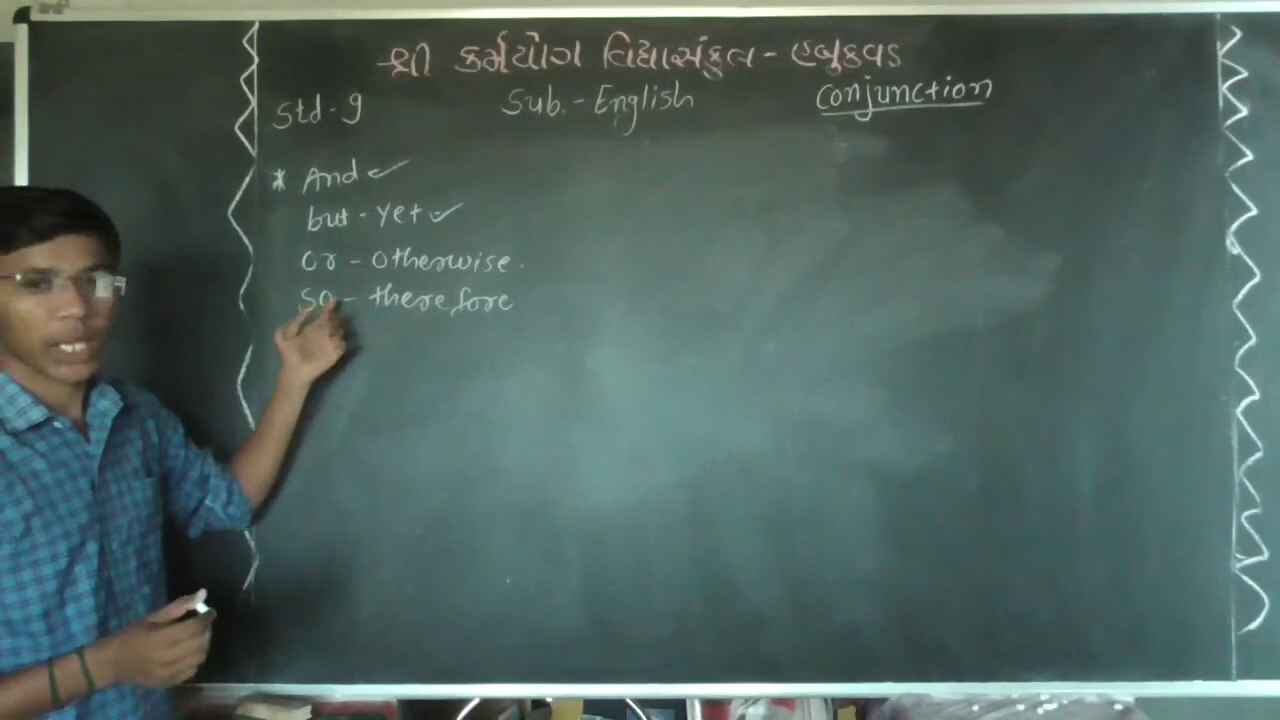 શ્રી કર્મયોગ વિદ્યાસંકુલ - હબુકવડ
Std - 9 Sub. - English Conjunction
* And ✓
but - yet ✓
or - otherwise.
so - therefore